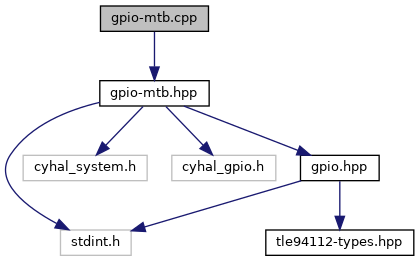 gpio-mtb.cpp
gpio-mtb.hpp
cyhal_system.h
cyhal_gpio.h
gpio.hpp
stdint.h
tle94112-types.hpp